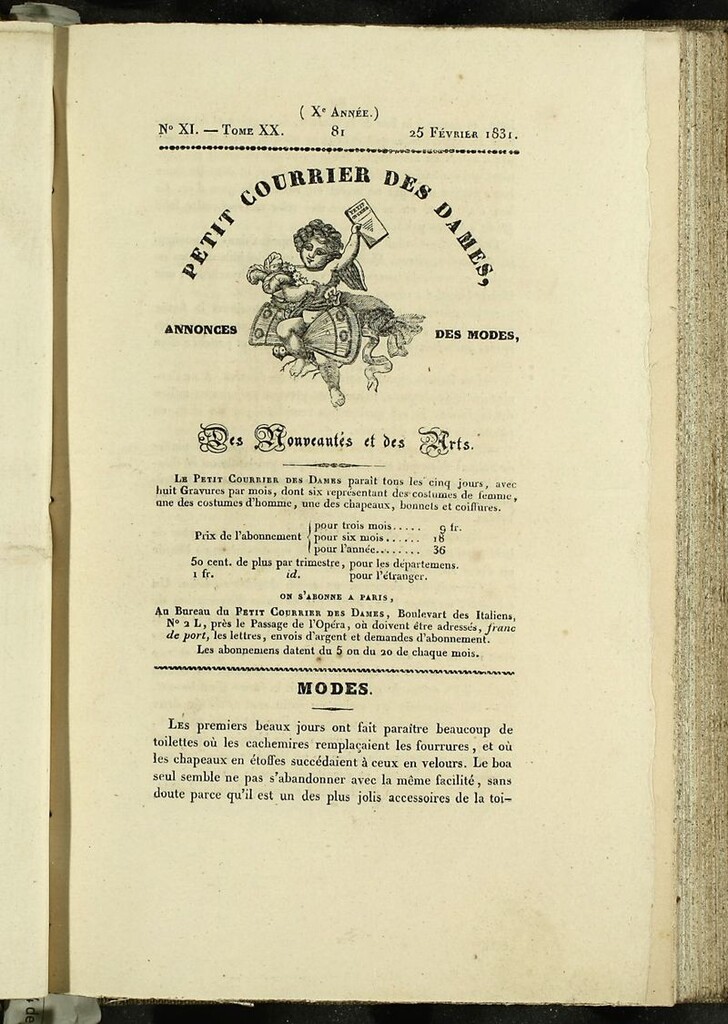 ( Xe Année.)
No XI. — Tome XX. 81 25 Février 1831.
PETIT COURRIER DES DAMES,
PETIT
ANNONCES DES MODES,
Des Nouveautés et des Arts.
Le Petit Courrier des Dames paraît tous les cinq jours, avec
huit Gravures par mois, dont six représentant des costumes de femme,
une des costumes d'homme, une des chapeaux, bonnets et coiffures.
Prix de l'abonnement
pour trois mois..... 9 fr.
pour six mois...... 18
pour l'année........ 36
50 cent. de plus par trimestre, pour les départemens.
1 fr. id. pour l'étranger.
ON S'ABONNE A PARIS,
Au Bureau du Petit Courrier des Dames, Boulevart des Italiens,
No 2 L, près le Passage de l'Opéra, où doivent être adressés, franc
de port, les lettres, envois d'argent et demandes d'abonnement.
Les abonnemens datent du 5 ou du 20 de chaque mois.
MODES.
Les premiers beaux jours ont fait paraître beaucoup de
toilettes où les cachemires remplaçaient les fourrures, et où
les chapeaux en étoffes succédaient à ceux en velours. Le boa
seul semble ne pas s'abandonner avec la même facilité, sans
doute parce qu'il est un des plus jolis accessoires de la toi-
de